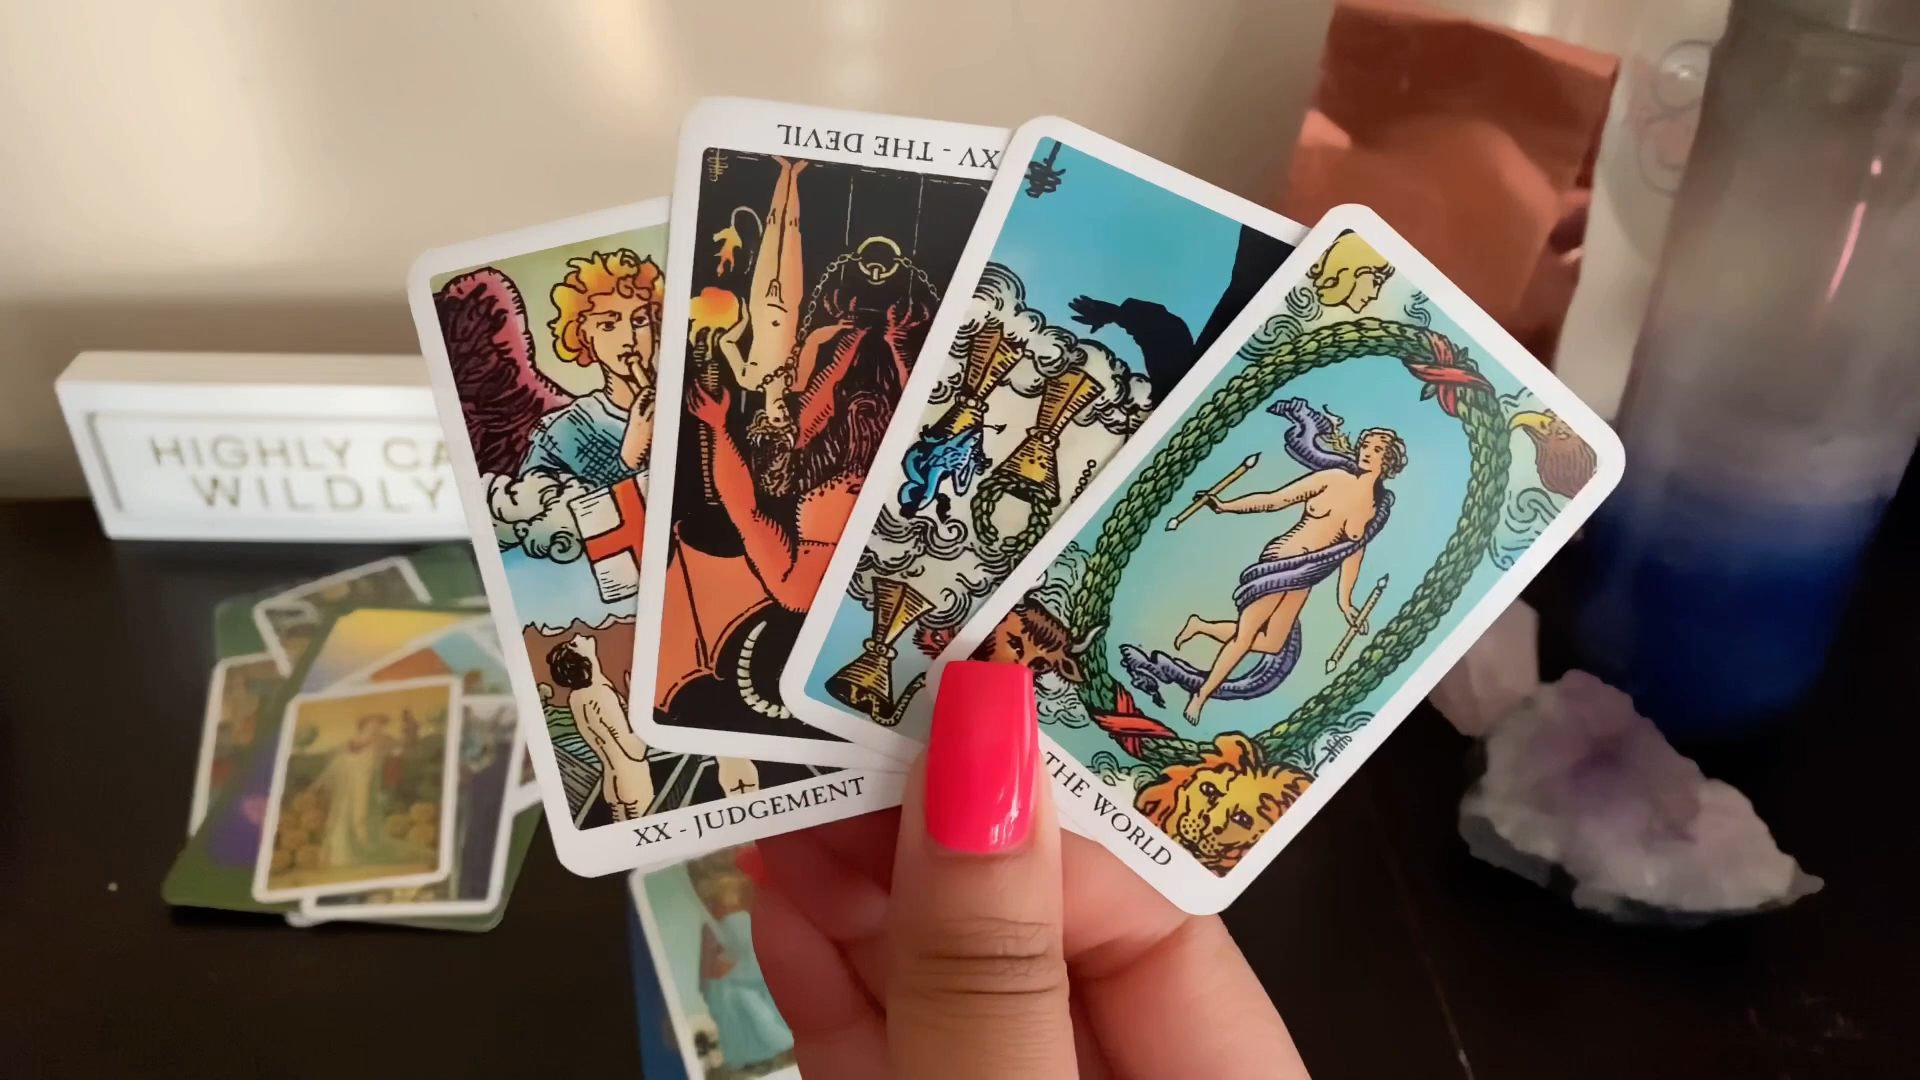 XV - THE DEVIL
HIGHLY CA
WILDLY
XX - JUDGEMENT
THE WORLD